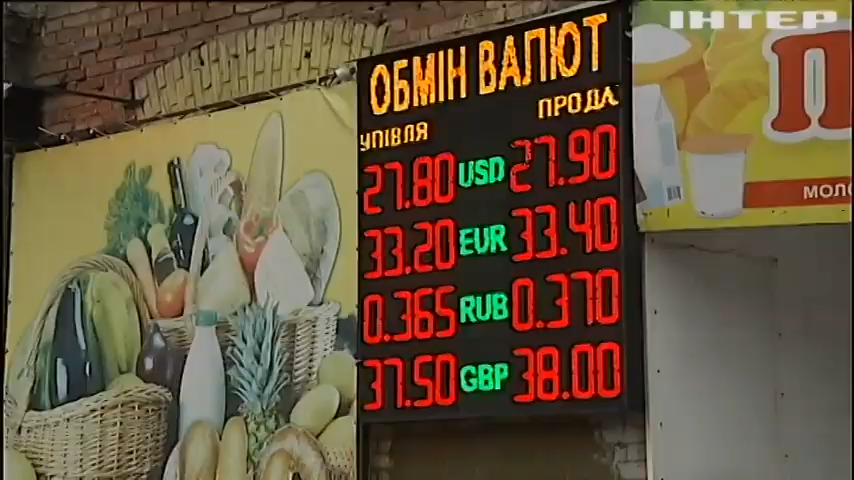 ІНТЕР
ОБМІН ВАЛЮТ
УПІВЛЯ ПРОДА
27.80 USD 27.90
33.20 EUR 33.40
0.365 RUB 0.370
37.50 GBP 38.00
МОЛО